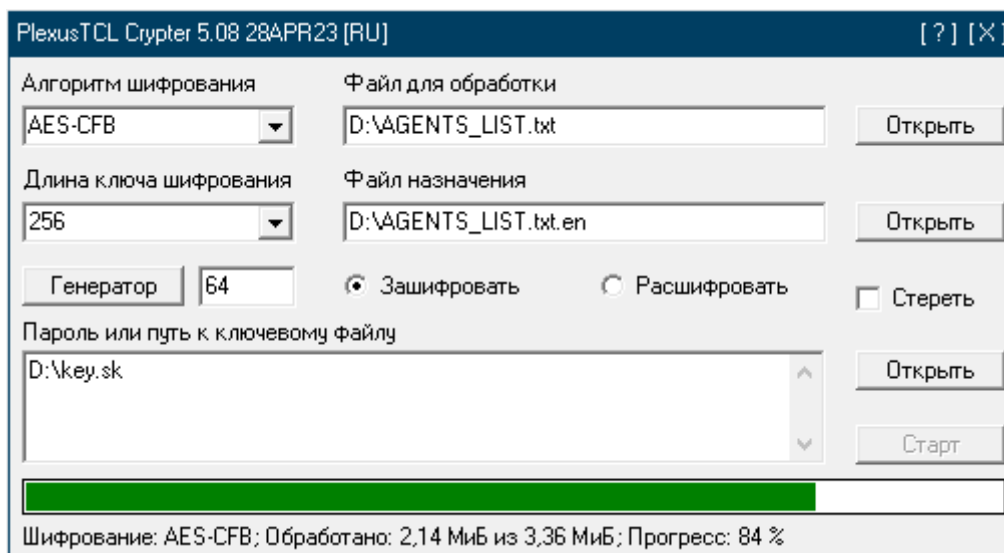 PlexusTCL Crypter 5.08 28APR23 [RU] [ ? ] [X]
Алгоритм шифрования Файл для обработки
AES-CFB D:\AGENTS_LIST.txt Открыть
Длина ключа шифрования Файл назначения
256 D:\AGENTS_LIST.txt.en Открыть
Генератор 64 Зашифровать Расшифровать Стереть
Пароль или путь к ключевому файлу
D:\key.sk Открыть
Старт
Шифрование: AES-CFB; Обработано: 2,14 МиБ из 3,36 МиБ; Прогресс: 84 %